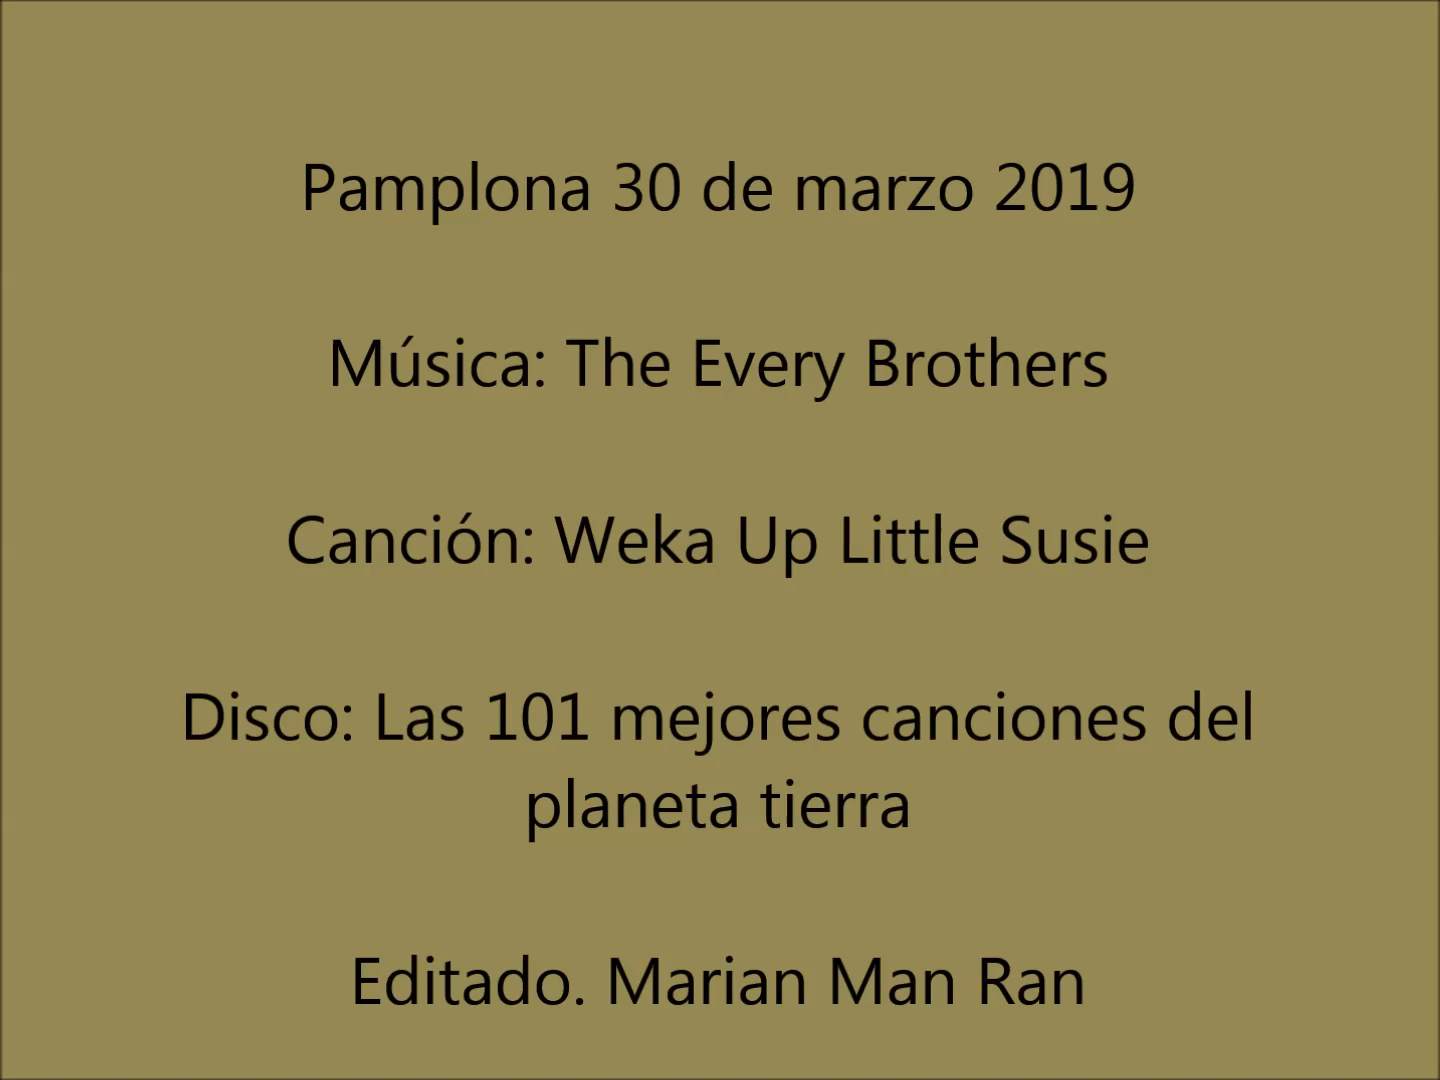 Pamplona 30 de marzo 2019
Música: The Every Brothers
Canción: Weka Up Little Susie
Disco: Las 101 mejores canciones del
planeta tierra
Editado. Marian Man Ran